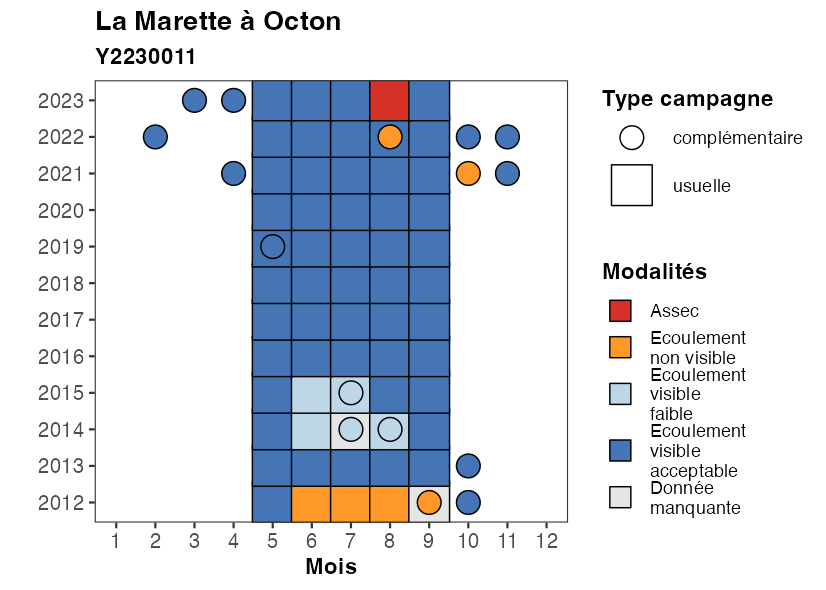 La Marette à Octon
Y2230011
2023
2022
2021
2020
2019
2018
2017
2016
2015
2014
2013
2012
1 2 3 4 5 6 7 8 9 10 11 12
Mois
Type campagne
complémentaire
usuelle
Modalités
Assec
Ecoulement
non visible
Ecoulement
visible
faible
Ecoulement
visible
acceptable
Donnée
manquante